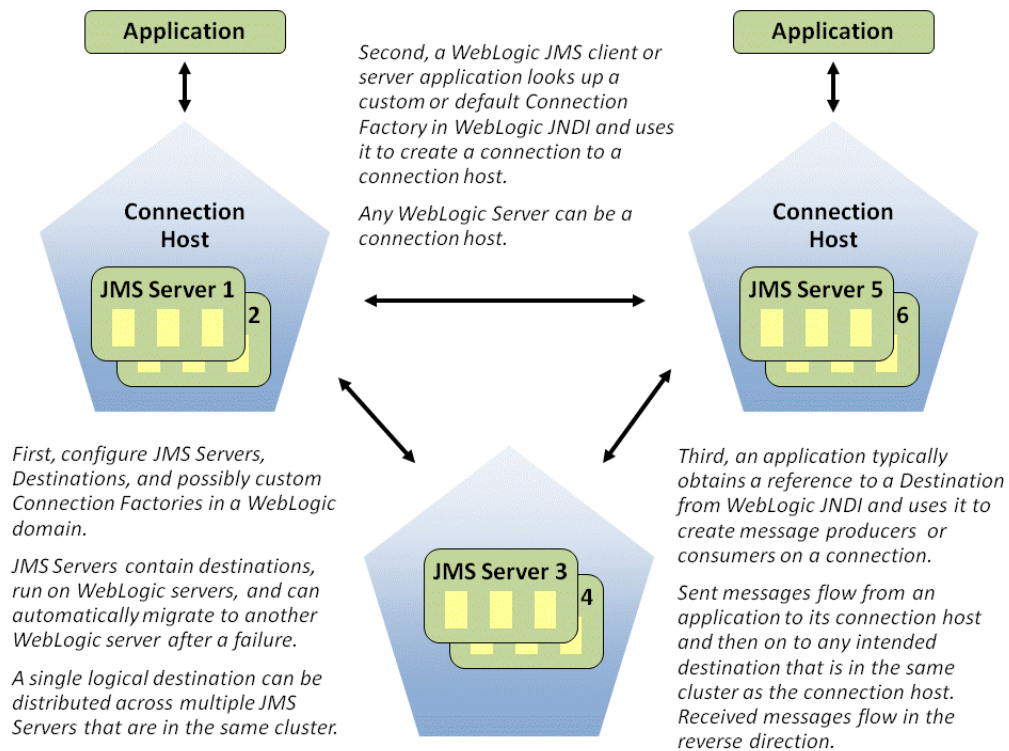 Application
Application
Second, a WebLogic JMS client or
server application looks up a
custom or default Connection
Factory in WebLogic JNDI and uses
it to create a connection to a
connection host.
Any WebLogic Server can be a
connection host.
Connection
Host
JMS Server 1
2
Connection
Host
JMS Server 5
6
First, configure JMS Servers,
Destinations, and possibly custom
Connection Factories in a WebLogic
domain.
JMS Servers contain destinations,
run on WebLogic servers, and can
automatically migrate to another
WebLogic server after a failure.
A single logical destination can be
distributed across multiple JMS
Servers that are in the same cluster.
JMS Server 3
4
Third, an application typically
obtains a reference to a Destination
from WebLogic JNDI and uses it to
create message producers or
consumers on a connection.
Sent messages flow from an
application to its connection host
and then on to any intended
destination that is in the same
cluster as the connection host.
Received messages flow in the
reverse direction.